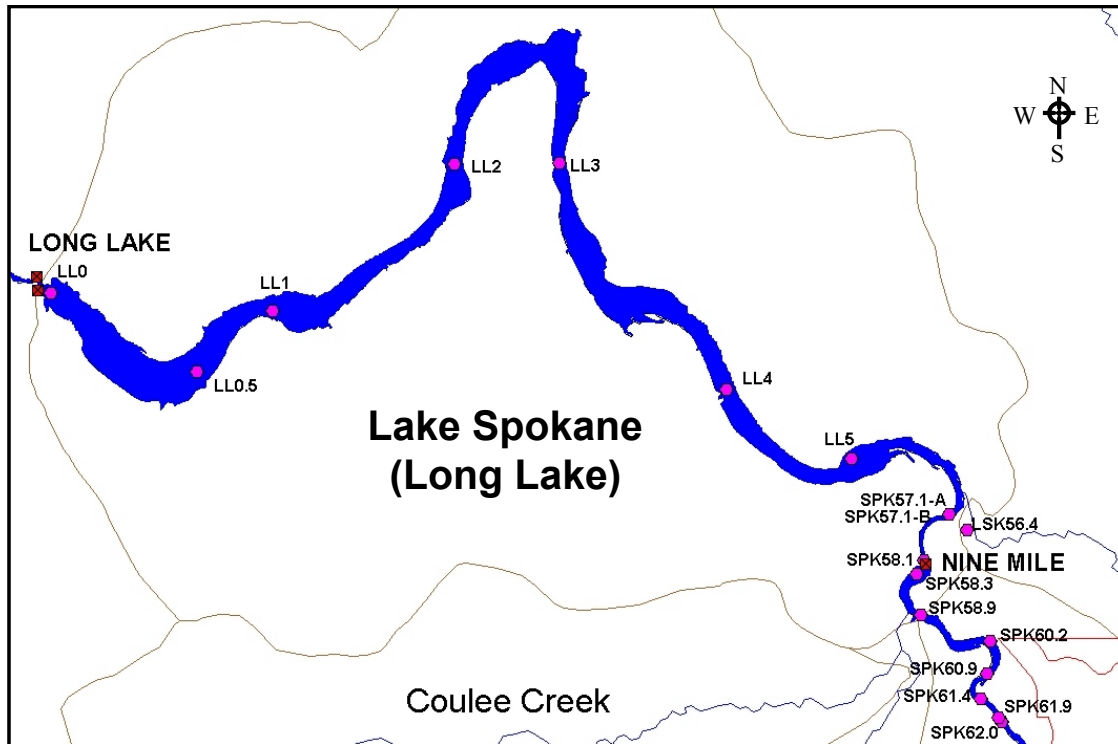 N
W E
S
LL2
LL3
LONG LAKE
LL0
LL1
LL0.5
LL4
Lake Spokane
(Long Lake)
LL5
SPK57.1-A
SPK57.1-B
LSK56.4
SPK58.1
NINE MILE
SPK58.3
SPK58.9
SPK60.2
SPK60.9
SPK61.4
SPK61.9
SPK62.0
Coulee Creek